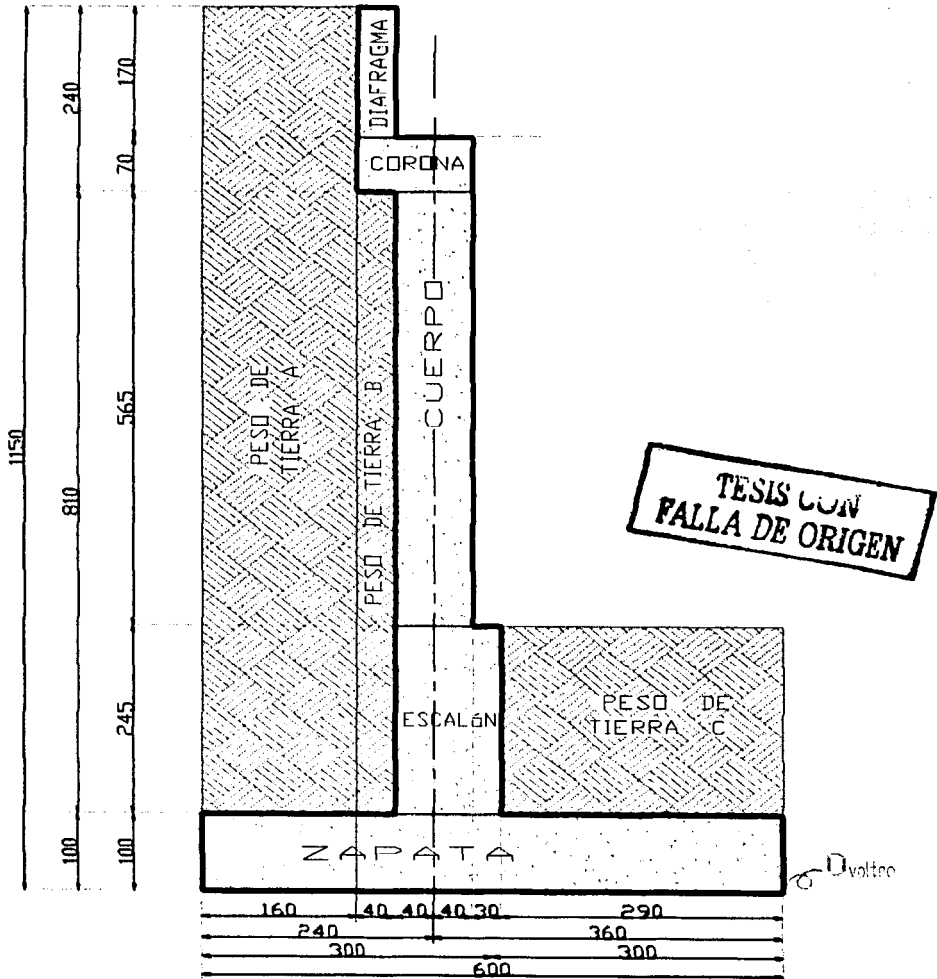 DIAFRAGMA
CORONA
CUERPO
PESO DE
TIERRA A
PESO DE TIERRA B
ESCALóN
PESO DE
TIERRA C
ZAPATA
TESIS CON
FALLA DE ORIGEN
Volteo
1150
240
810
100
170
70
565
245
100
160 40 40 40 30 290
240 360
300 300
600